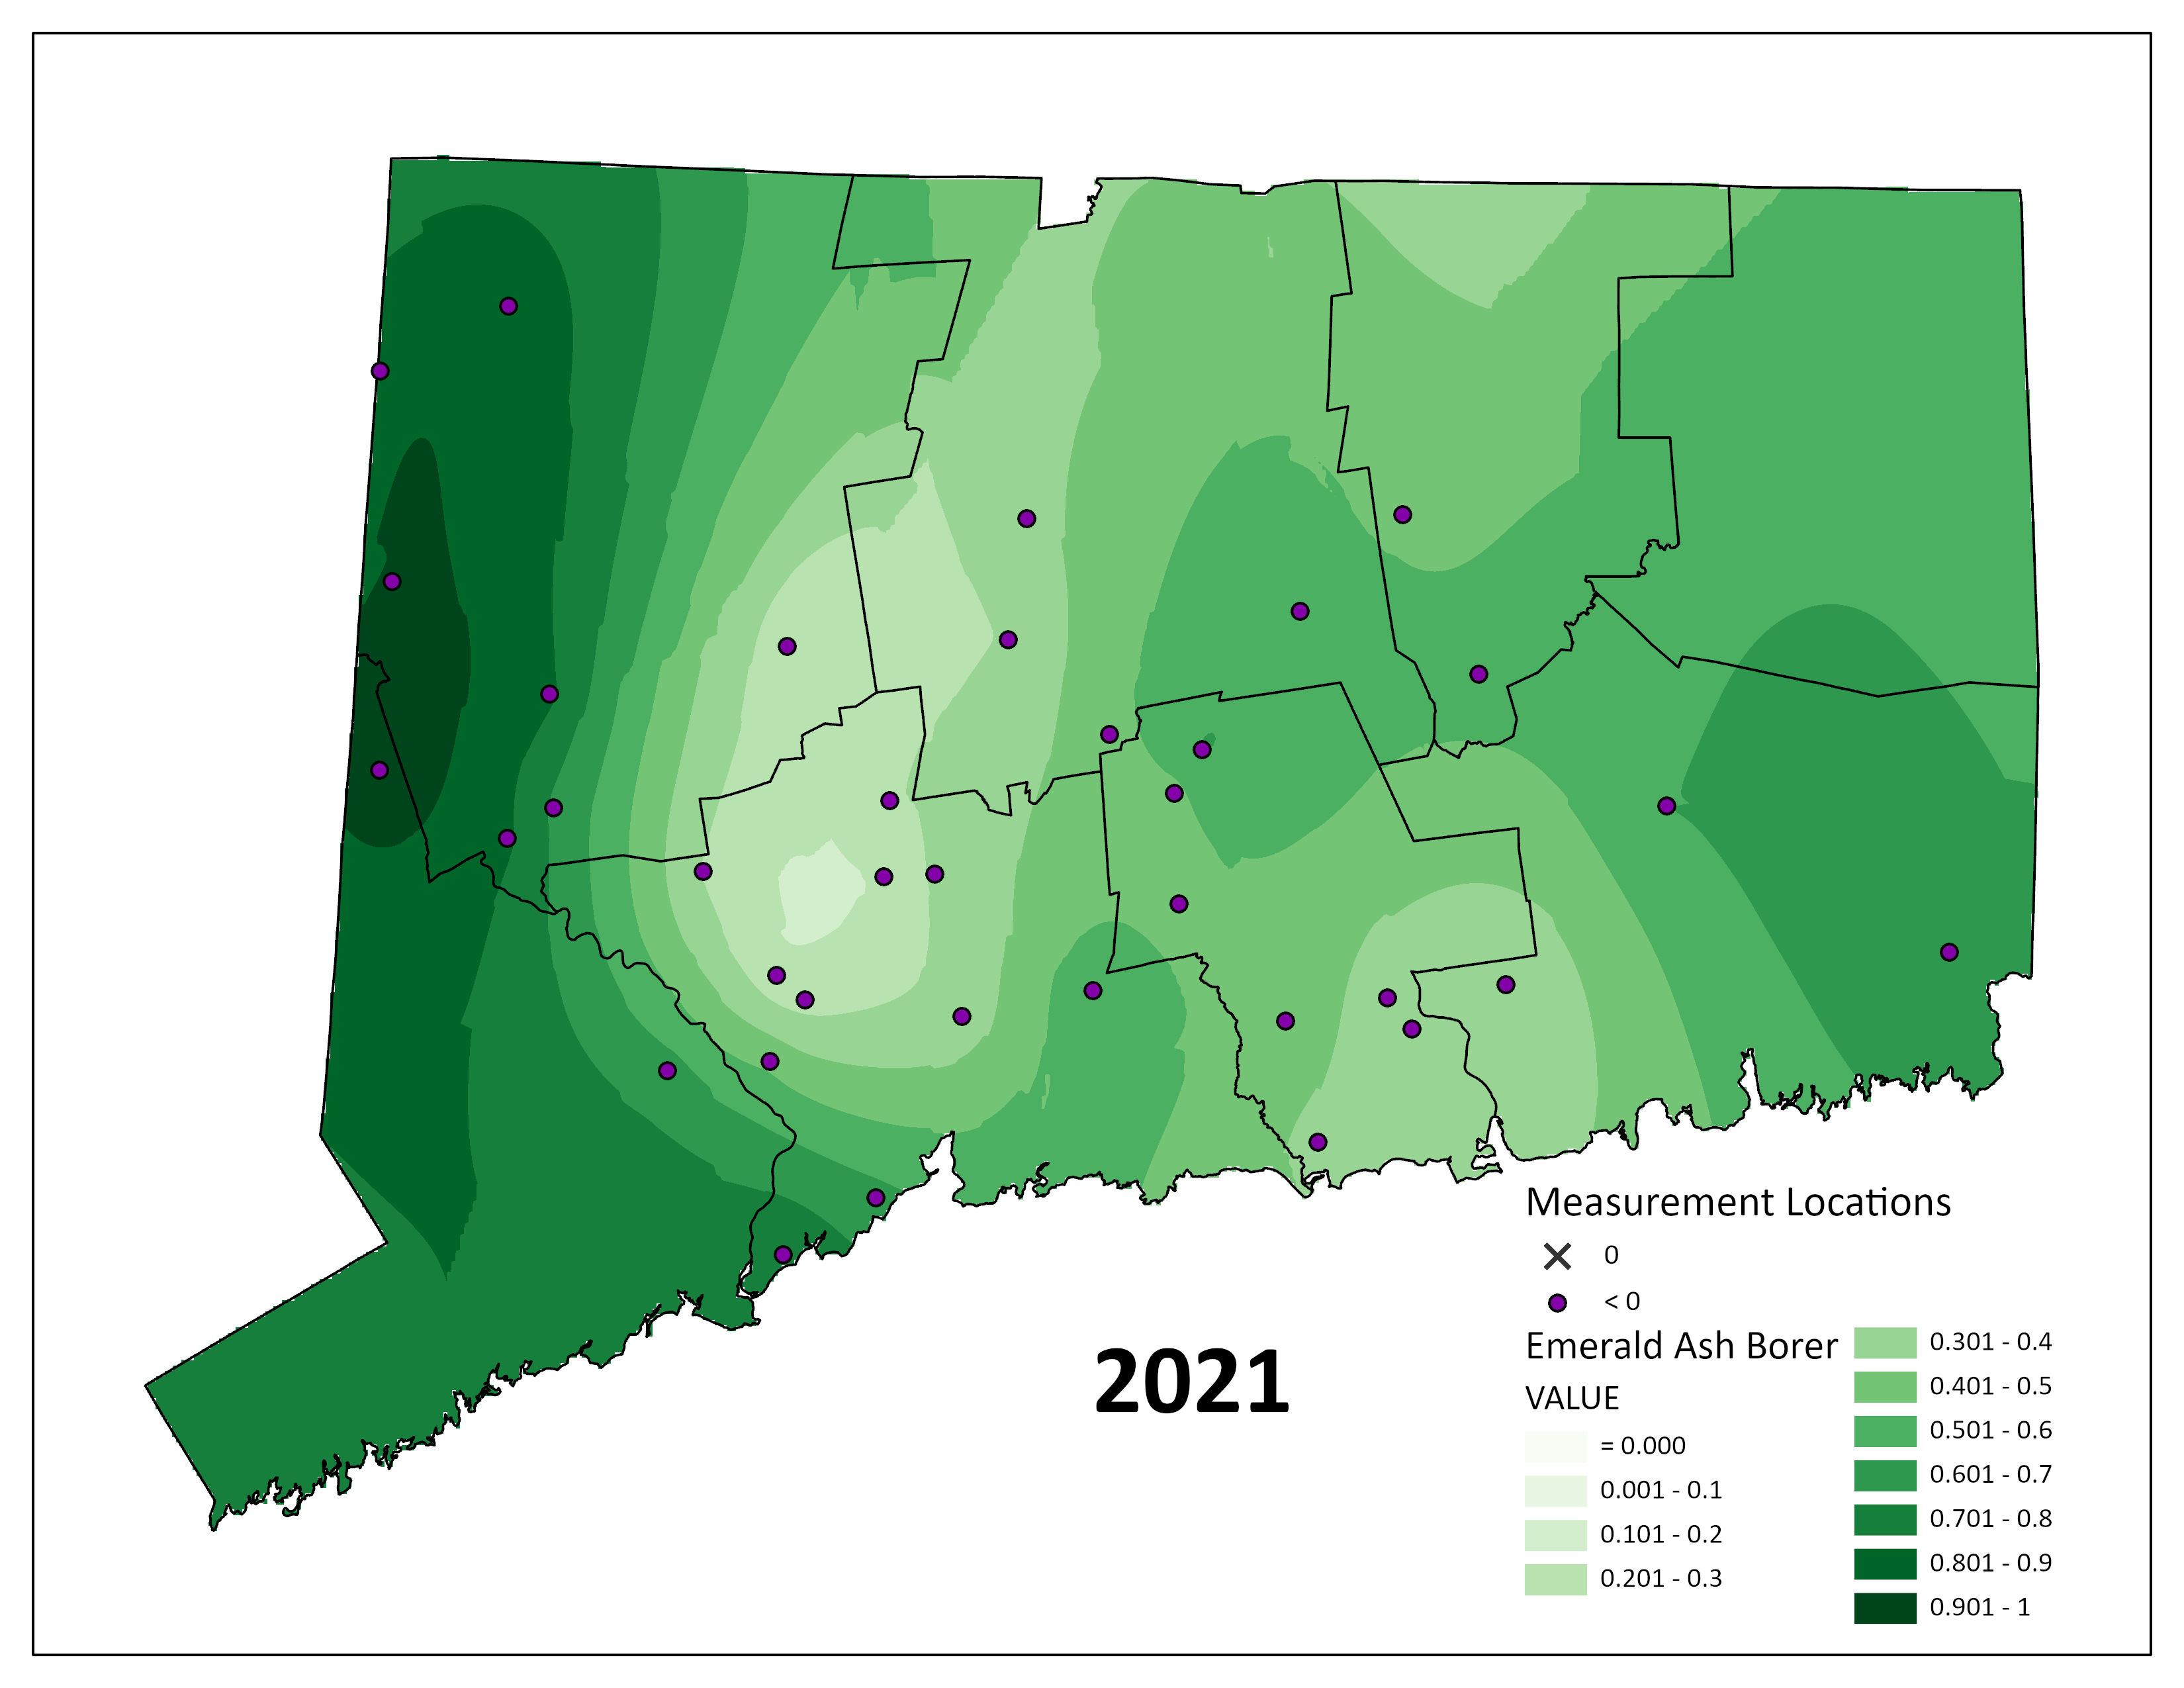 2021
Measurement Locations
0
< 0
Emerald Ash Borer
VALUE
= 0.000
0.001 - 0.1
0.101 - 0.2
0.201 - 0.3
0.301 - 0.4
0.401 - 0.5
0.501 - 0.6
0.601 - 0.7
0.701 - 0.8
0.801 - 0.9
0.901 - 1